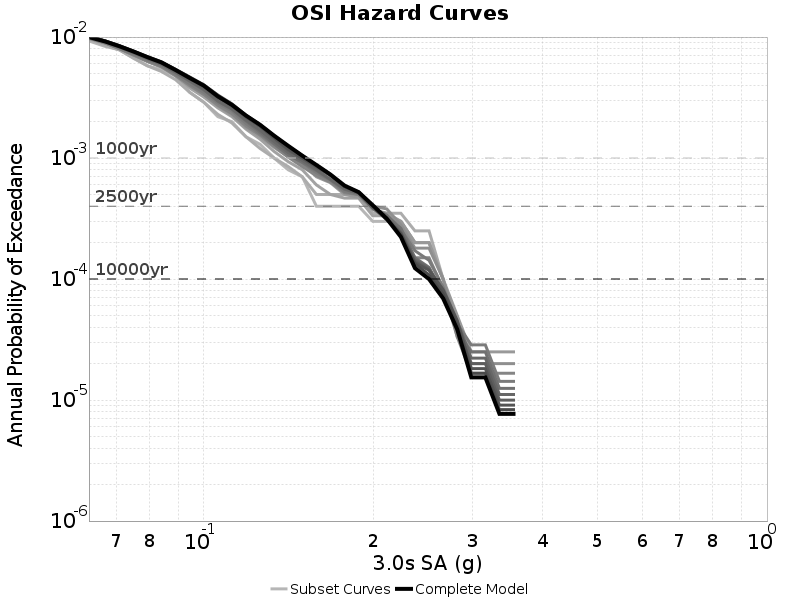 OSI Hazard Curves
Annual Probability of Exceedance
10-2
10-3
10-4
10-5
10-6
1000yr
2500yr
10000yr
7 8 10-1 2 3 4 5 6 7 8 100
3.0s SA (g)
Subset Curves Complete Model